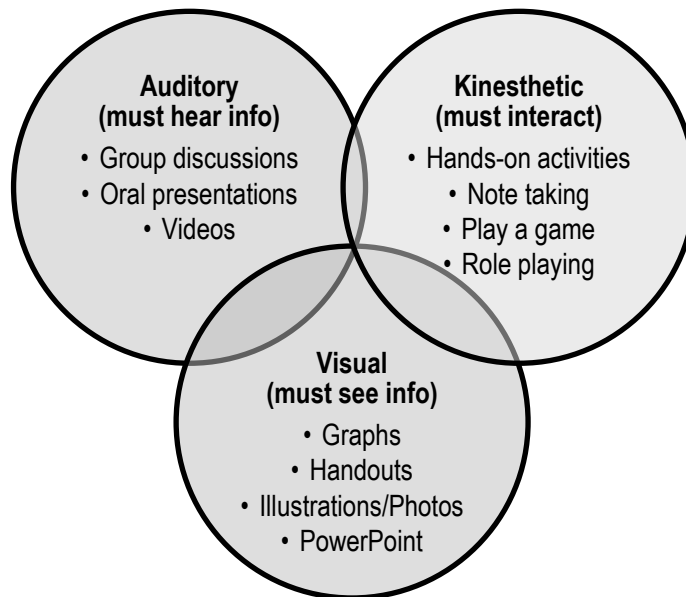 Auditory
(must hear info)
• Group discussions
• Oral presentations
• Videos
Kinesthetic
(must interact)
• Hands-on activities
• Note taking
• Play a game
• Role playing
Visual
(must see info)
• Graphs
• Handouts
• Illustrations/Photos
• PowerPoint